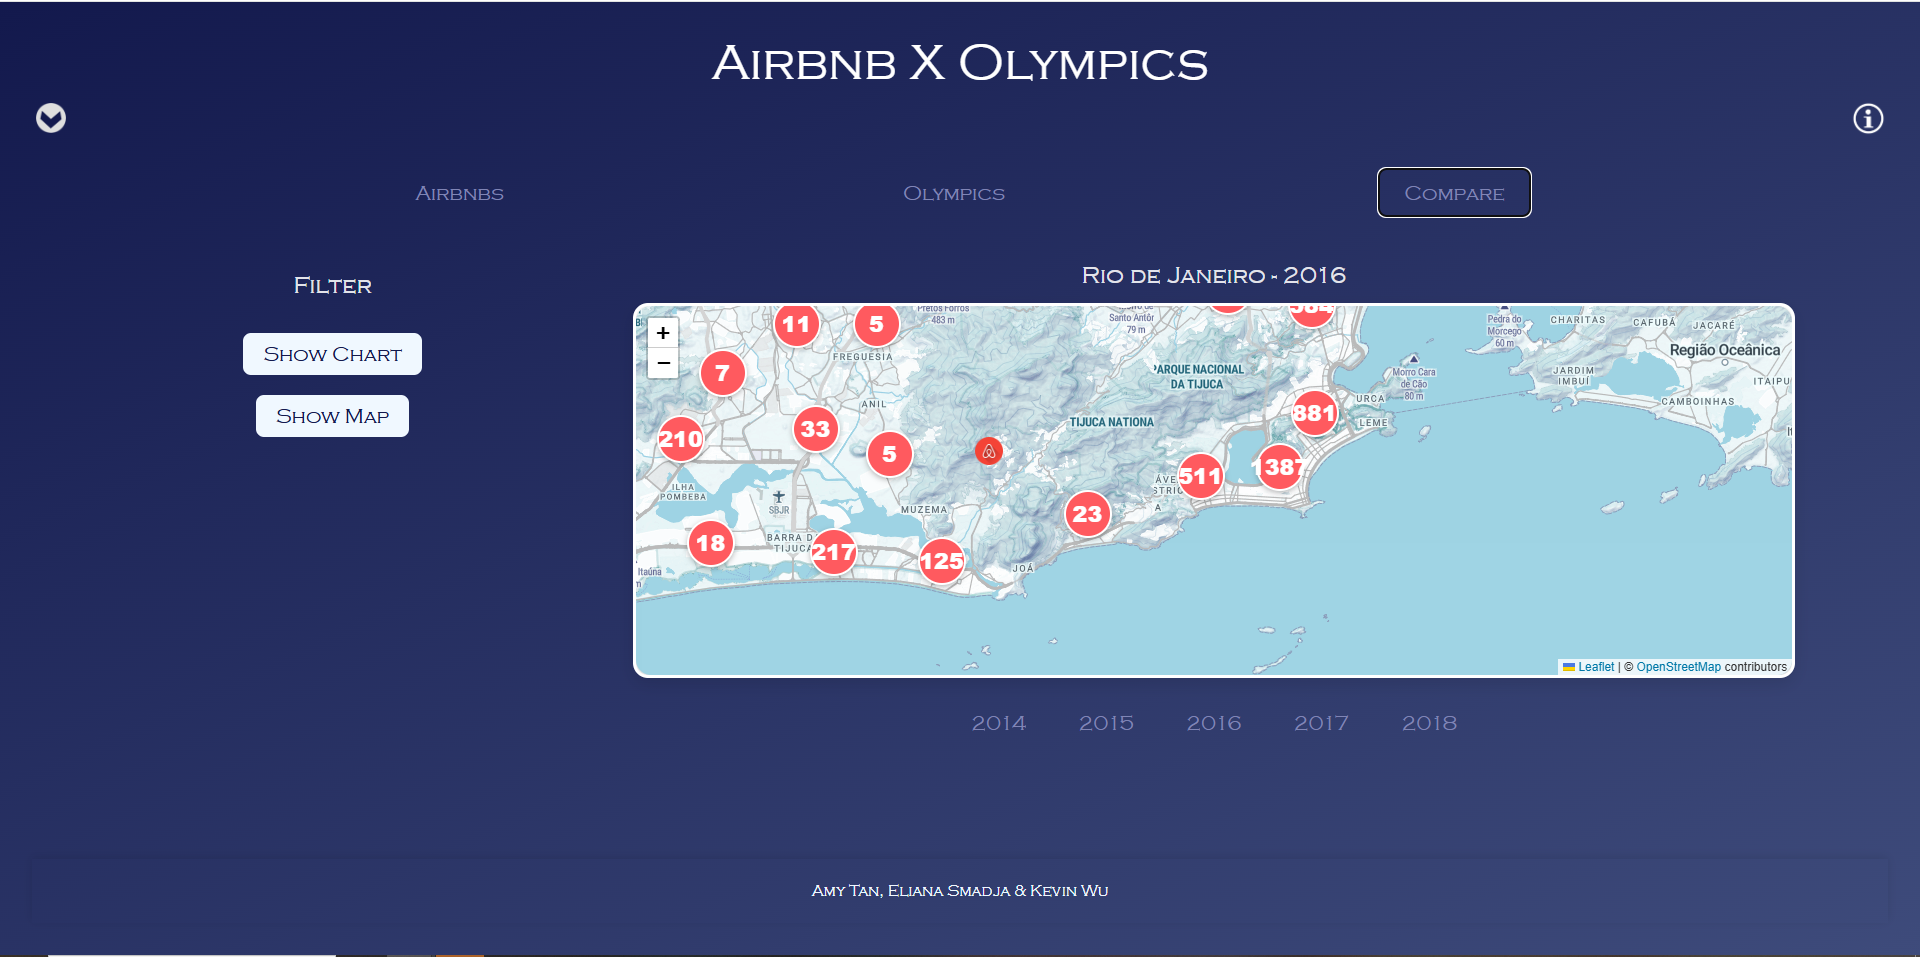 Airbnb X Olympics
Airbnbs
Olympics
Compare
Filter
Show Chart
Show Map
Rio de Janeiro - 2016
+
−
Pretos Forros
483 m
Santo Antôr
79 m
Pedra do
Morcego
60 m
CHARITAS
CAFUBÁ
JACARÉ
Região Oceânica
11
5
584
FREGUESIA
7
PARQUE NACIONAL
DA TIJUCA
Morro Cara
de Cão
80 m
JARDIM
IMBUÍ
ITAIPU
ANIL
URCA
CAMBOINHAS
210
33
TIJUCA NATIONA
881
LEME
5
511
1387
ILHA
POMBEBA
SBJR
MUZEMA
23
18
BARRA D
TIJUCA
217
125
JOÁ
Itaúna
Leaflet | © OpenStreetMap contributors
2014
2015
2016
2017
2018
Amy Tan, Eliana Smadja & Kevin Wu